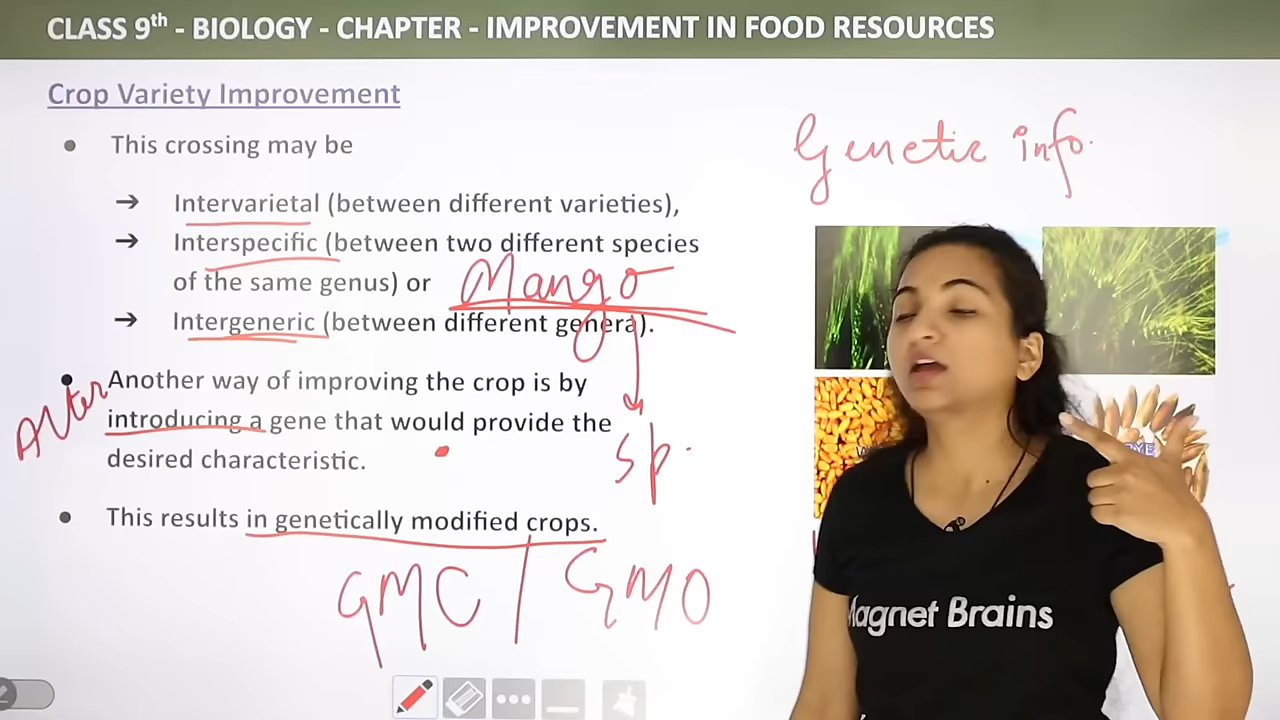 CLASS 9th - BIOLOGY - CHAPTER - IMPROVEMENT IN FOOD RESOURCES
Crop Variety Improvement
● This crossing may be
➔ Intervarietal (between different varieties),
➔ Interspecific (between two different species
of the same genus) or
Mango
➔ Intergeneric (between different genera).
● Another way of improving the crop is by
Alter
introducing a gene that would provide the
desired characteristic.
sp.
● This results in genetically modified crops.
GMC / GMO
Genetic info.
RYE
Magnet Brains